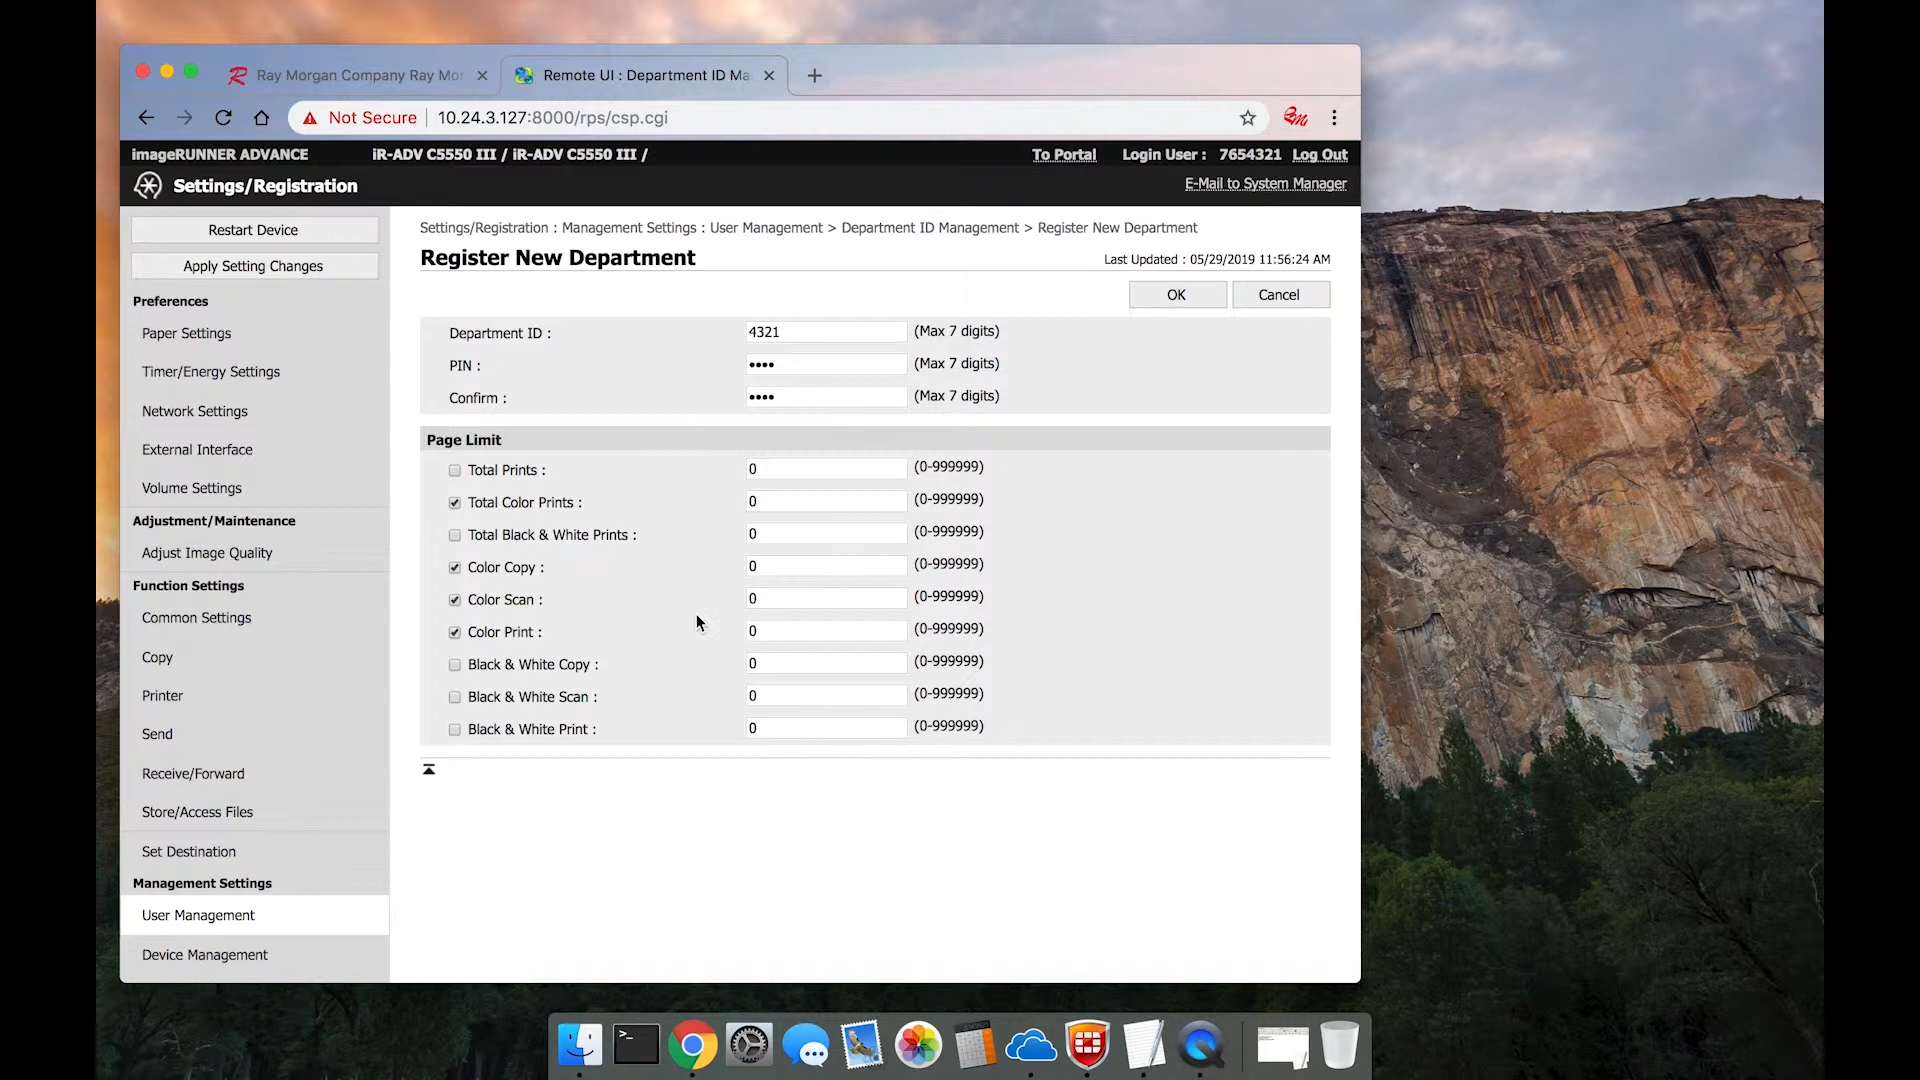 Ray Morgan Company Ray Mor
Remote UI : Department ID Ma
Not Secure 10.24.3.127:8000/rps/csp.cgi
imageRUNNER ADVANCE iR-ADV C5550 III / iR-ADV C5550 III / To Portal Login User : 7654321 Log Out
Settings/Registration E-Mail to System Manager
Restart Device
Apply Setting Changes
Preferences
Paper Settings
Timer/Energy Settings
Network Settings
External Interface
Volume Settings
Adjustment/Maintenance
Adjust Image Quality
Function Settings
Common Settings
Copy
Printer
Send
Receive/Forward
Store/Access Files
Set Destination
Management Settings
User Management
Device Management
Settings/Registration : Management Settings : User Management > Department ID Management > Register New Department
Register New Department Last Updated : 05/29/2019 11:56:24 AM
OK Cancel
Department ID : 4321 (Max 7 digits)
PIN : •••• (Max 7 digits)
Confirm : •••• (Max 7 digits)
Page Limit
Total Prints : 0 (0-999999)
Total Color Prints : 0 (0-999999)
Total Black & White Prints : 0 (0-999999)
Color Copy : 0 (0-999999)
Color Scan : 0 (0-999999)
Color Print : 0 (0-999999)
Black & White Copy : 0 (0-999999)
Black & White Scan : 0 (0-999999)
Black & White Print : 0 (0-999999)